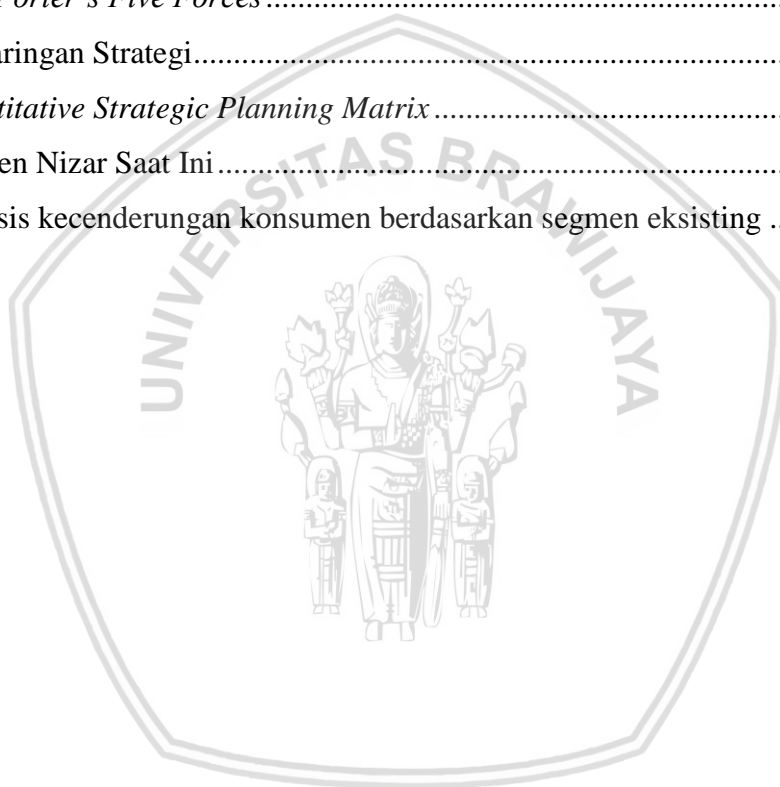 Porter's Five Forces ...............................................................................
aringan Strategi...............................................................................
titative Strategic Planning Matrix ...............................................................
en Nizar Saat Ini...............................................................................
sis kecenderungan konsumen berdasarkan segmen eksisting ..
UNIVERSITAS BRAWIJAYA